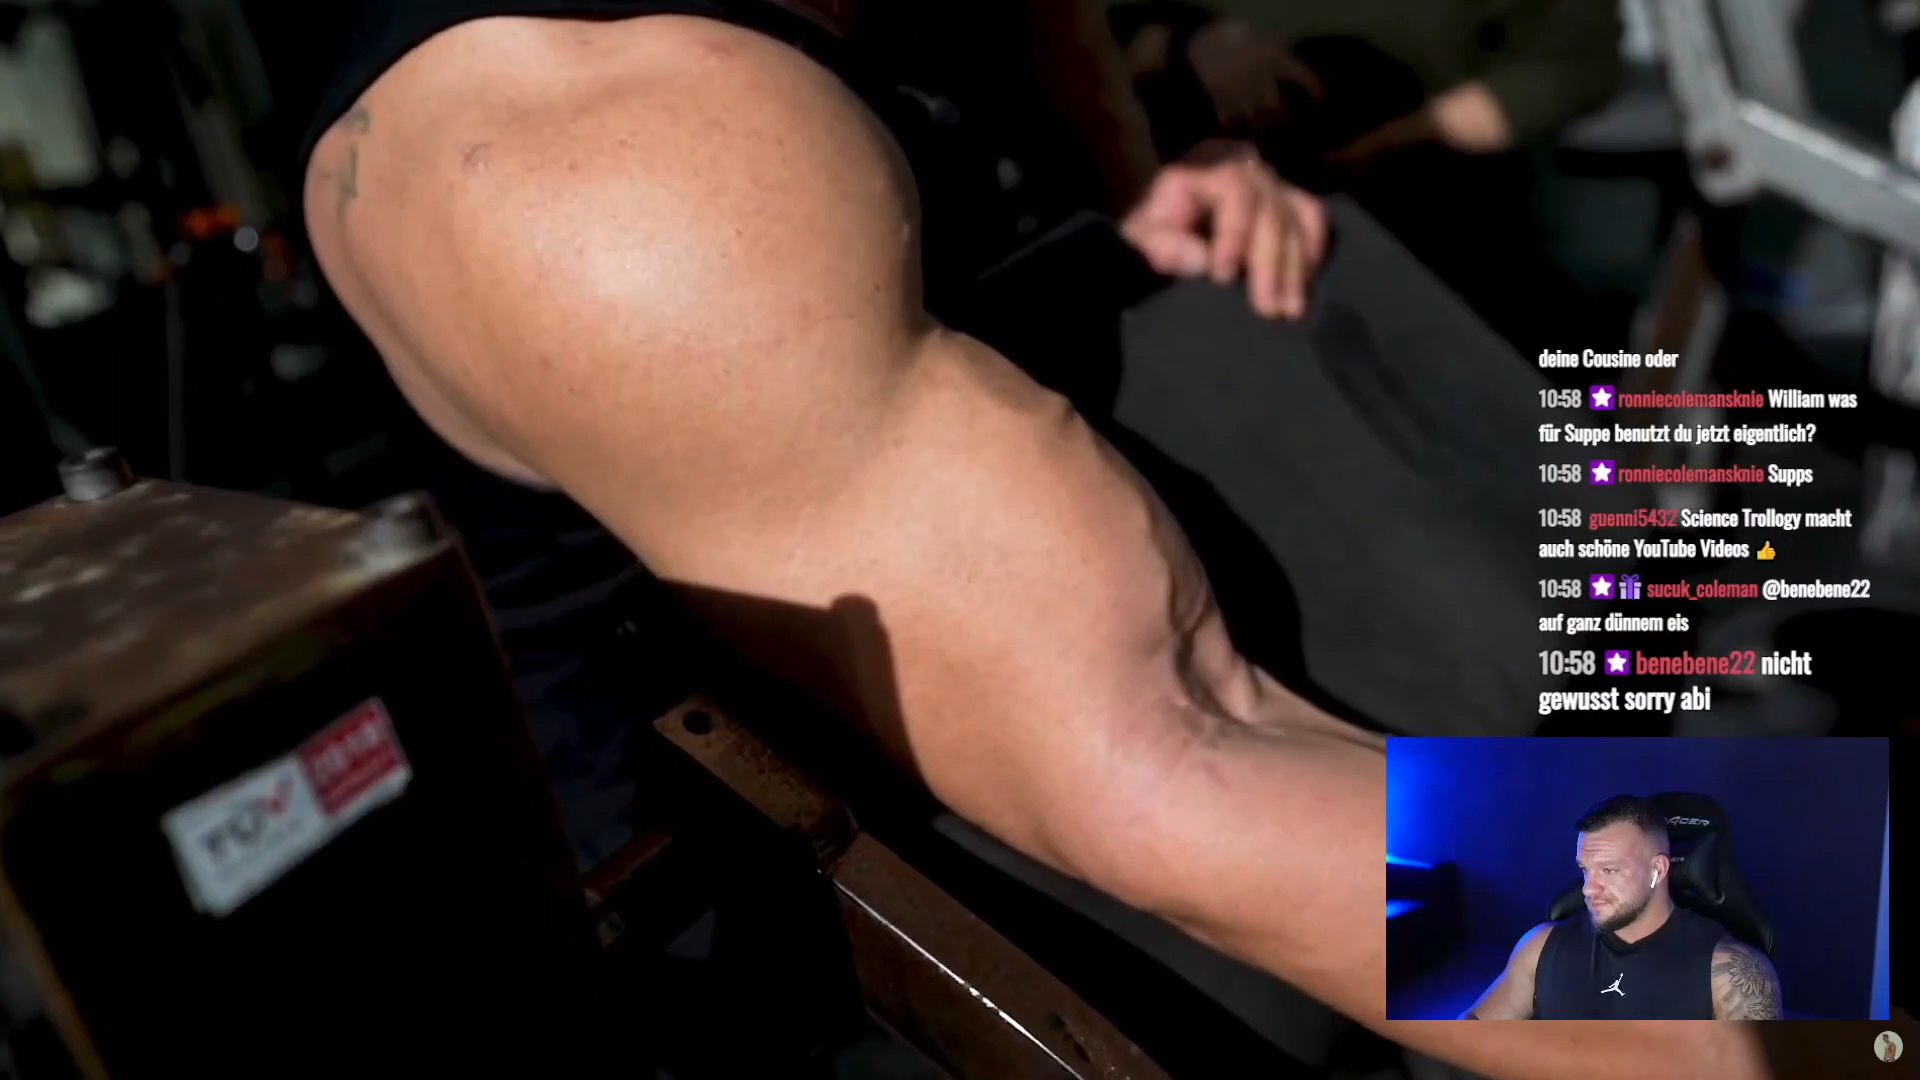 deine Cousine oder
10:58 ronniecolemansknie William was
für Suppe benutzt du jetzt eigentlich?
10:58 ronniecolemansknie Supps
10:58 guenni5432 Science Trollogy macht
auch schöne YouTube Videos 👍
10:58 sucuk_coleman @benebene22
auf ganz dünnem eis
10:58 benebene22 nicht
gewusst sorry abi